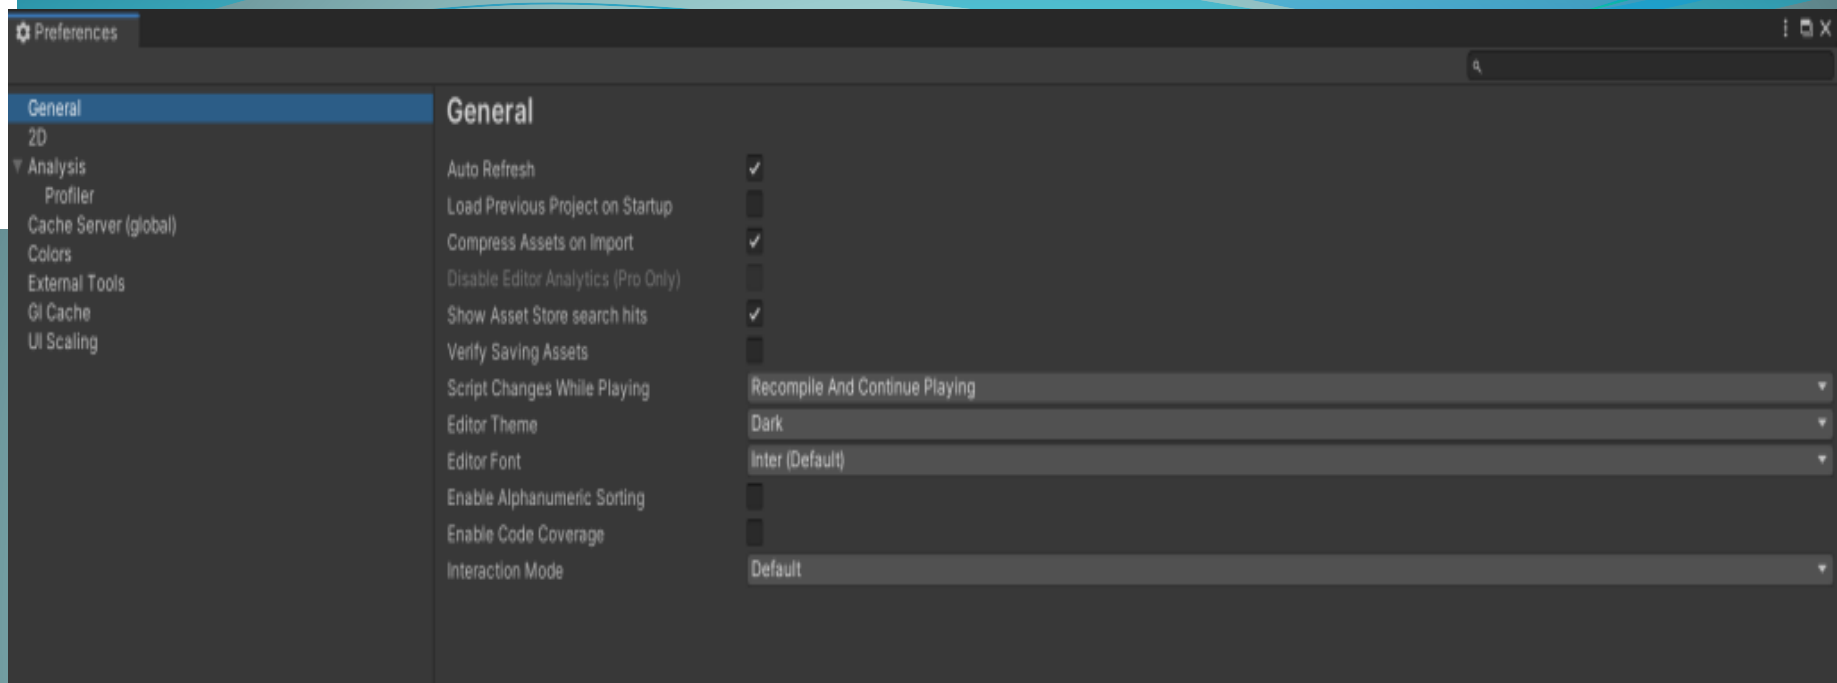 Preferences
General
2D
Analysis
Profiler
Cache Server (global)
Colors
External Tools
GI Cache
UI Scaling
General
Auto Refresh
Load Previous Project on Startup
Compress Assets on Import
Disable Editor Analytics (Pro Only)
Show Asset Store search hits
Verify Saving Assets
Script Changes While Playing Recompile And Continue Playing
Editor Theme Dark
Editor Font Inter (Default)
Enable Alphanumeric Sorting
Enable Code Coverage
Interaction Mode Default